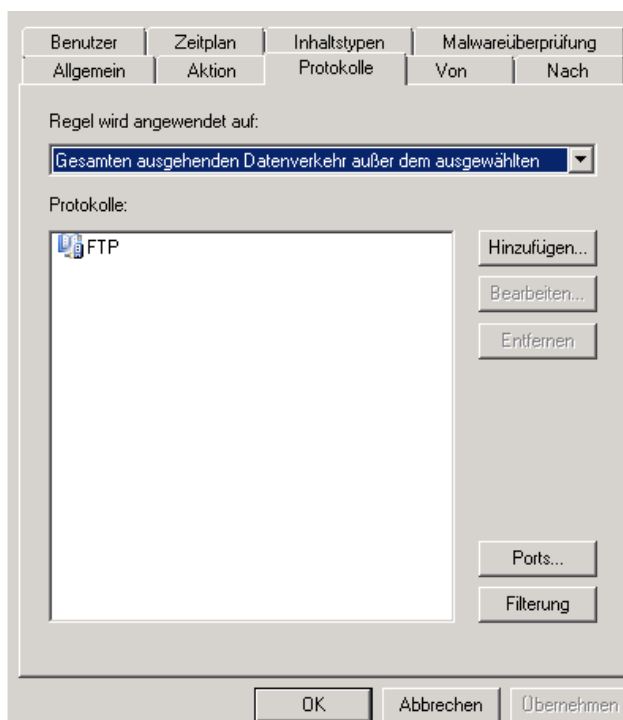 Benutzer Zeitplan Inhaltstypen Malwareüberprüfung
Allgemein Aktion Protokolle Von Nach
Regel wird angewendet auf:
Gesamten ausgehenden Datenverkehr außer dem ausgewählten
Protokolle:
FTP
Hinzufügen...
Bearbeiten...
Entfernen
Ports...
Filterung
OK Abbrechen Übernehmen